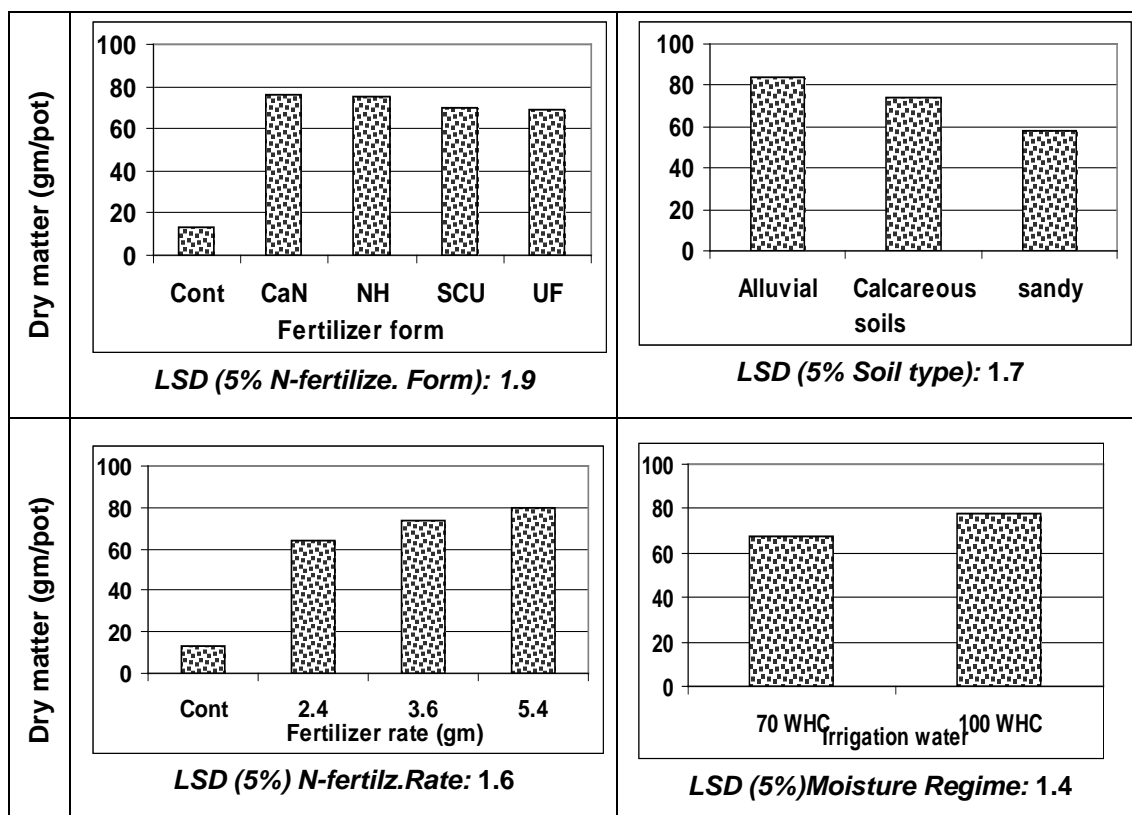 Dry matter (gm/pot)
100
80
60
40
20
0
Cont CaN NH SCU UF
Fertilizer form
LSD (5% N-fertilize. Form): 1.9
100
80
60
40
20
0
Alluvial Calcareous sandy
soils
LSD (5% Soil type): 1.7
Dry matter (gm/pot)
100
80
60
40
20
0
Cont 2.4 3.6 5.4
Fertilizer rate (gm)
LSD (5%) N-fertilz.Rate: 1.6
100
80
60
40
20
0
70 WHC 100 WHC
Irrigation water
LSD (5%)Moisture Regime: 1.4